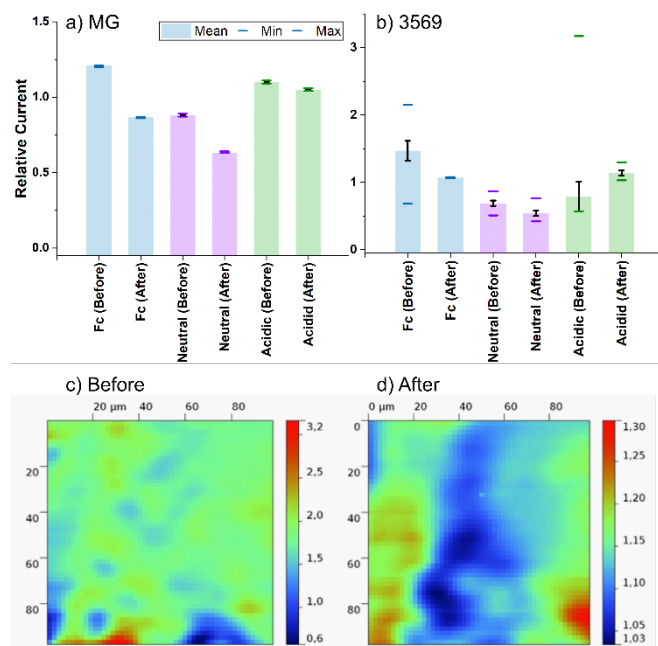 a) MG
Mean Min Max
1.5
1.0
0.5
0.0
Relative Current
Fc (Before)
Fc (After)
Neutral (Before)
Neutral (After)
Acidic (Before)
Acidid (After)
b) 3569
3
2
1
0
Fc (Before)
Fc (After)
Neutral (Before)
Neutral (After)
Acidic (Before)
Acidid (After)
c) Before
20 µm 40 60 80
20
40
60
80
3.2
2.6
2.0
1.5
1.0
0.6
d) After
0 µm 20 40 60 80
0
20
40
60
80
1.30
1.25
1.20
1.15
1.10
1.05
1.03